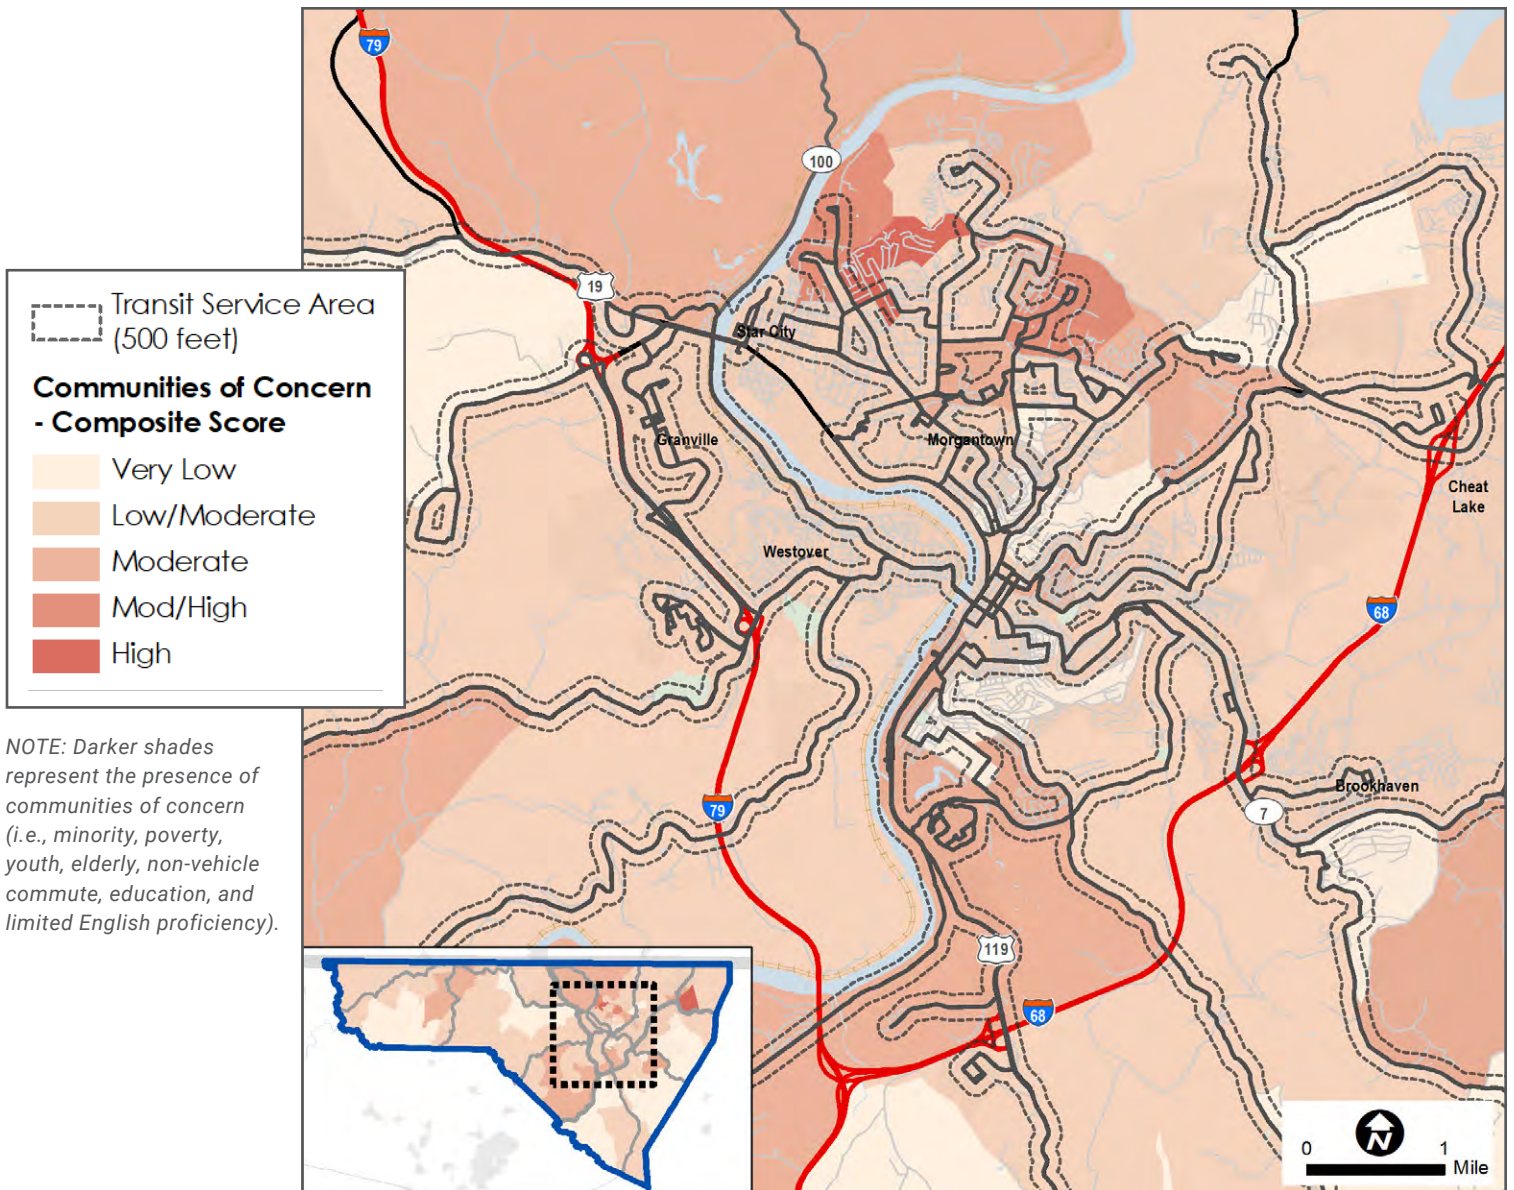 79
100
19
Transit Service Area
(500 feet)
Communities of Concern
- Composite Score
Very Low
Low/Moderate
Moderate
Mod/High
High
Star City
Granville
Morgantown
Cheat
Lake
Westover
68
NOTE: Darker shades
represent the presence of
communities of concern
(i.e., minority, poverty,
youth, elderly, non-vehicle
commute, education, and
limited English proficiency).
79
Brookhaven
7
119
68
N
0 1
Mile